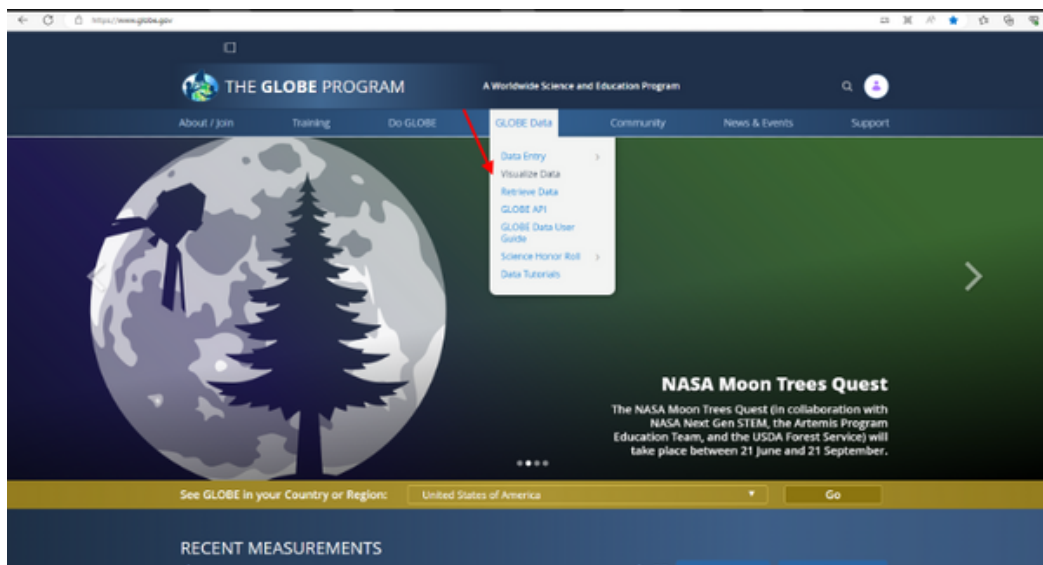 https://www.globe.gov
THE GLOBE PROGRAM
A Worldwide Science and Education Program
About / Join
Training
Do GLOBE
GLOBE Data
Community
News & Events
Support
Data Entry
Visualize Data
Retrieve Data
GLOBE API
GLOBE Data User
Guide
Science Honor Roll
Data Tutorials
NASA Moon Trees Quest
The NASA Moon Trees Quest (in collaboration with
NASA Next Gen STEM, the Artemis Program
Education Team, and the USDA Forest Service) will
take place between 21 June and 21 September.
See GLOBE in your Country or Region:
United States of America
Go
RECENT MEASUREMENTS